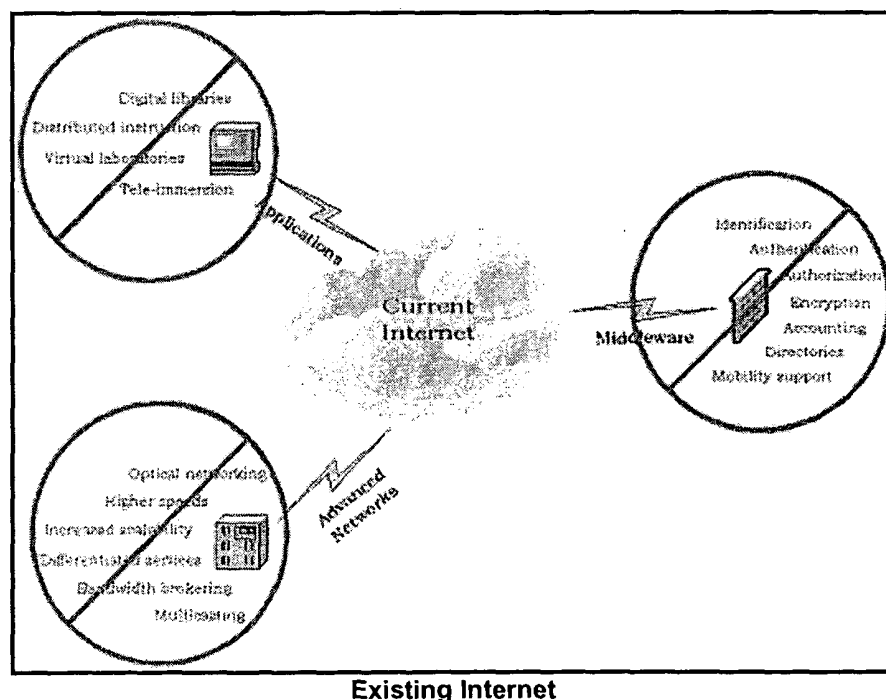 Digital libraries
Distributed instruction
Virtual laboratories
Tele-immersion
Applications
Current
Internet
Identification
Authentication
Authorization
Encryption
Accounting
Directories
Mobility support
Middleware
Optical networking
Higher speeds
Increased scalability
Differentiated services
Bandwidth brokering
Multicasting
Advanced
Networks
Existing Internet